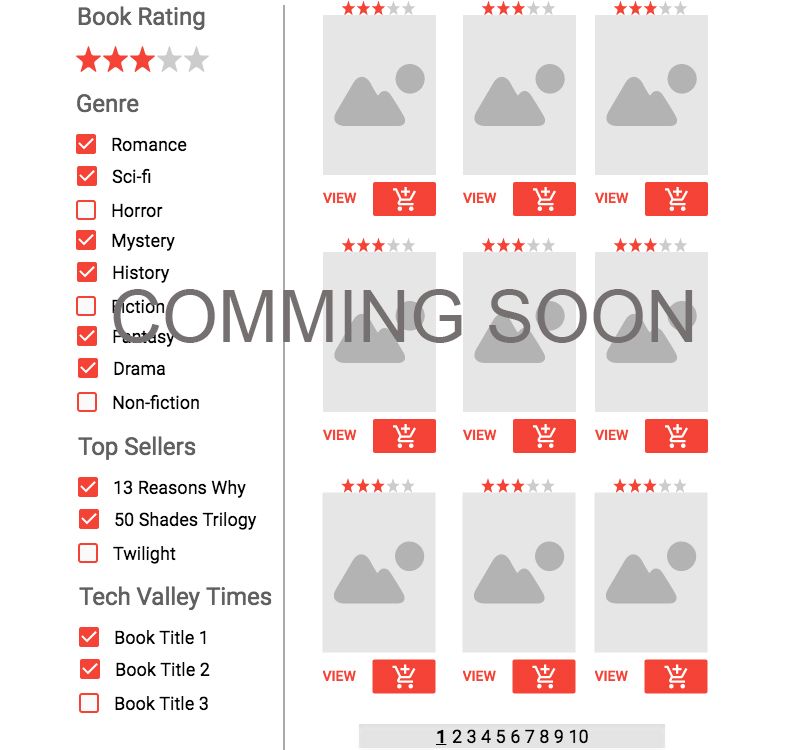 Book Rating
Genre
Romance
Sci-fi
Horror
Mystery
History
Fiction
Fantasy
Drama
Non-fiction
Top Sellers
13 Reasons Why
50 Shades Trilogy
Twilight
Tech Valley Times
Book Title 1
Book Title 2
Book Title 3
VIEW VIEW VIEW
COMMING SOON
VIEW VIEW VIEW
VIEW VIEW VIEW
1 2 3 4 5 6 7 8 9 10